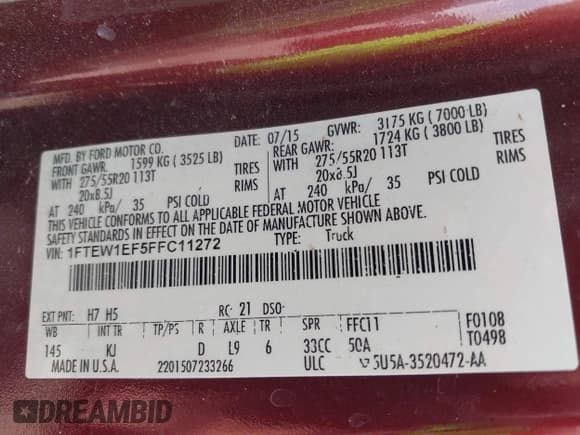 MFD. BY FORD MOTOR CO.
DATE: 07/15 GVWR: 3175 KG ( 7000 LB)
FRONT GAWR: 1599 KG ( 3525 LB) REAR GAWR: 1724 KG ( 3800 LB)
WITH 275/55R20 113T TIRES WITH 275/55R20 113T TIRES
20x8.5J RIMS 20x8.5J RIMS
AT 240 kPa/ 35 PSI COLD AT 240 kPa/ 35 PSI COLD
THIS VEHICLE CONFORMS TO ALL APPLICABLE FEDERAL MOTOR VEHICLE
SAFETY STANDARDS IN EFFECT ON THE DATE OF MANUFACTURE SHOWN ABOVE.
VIN: 1FTEW1EF5FFC11272 TYPE: Truck
EXT PNT: H7 H5 RC: 21 DSO:
WB INT TR TP/PS R AXLE TR SPR FFC11 F0108
145 KJ D L9 6 33CC 50A T0498
MADE IN U.S.A. 2201507233266 ULC 5U5A-3520472-AA
DREAMBID